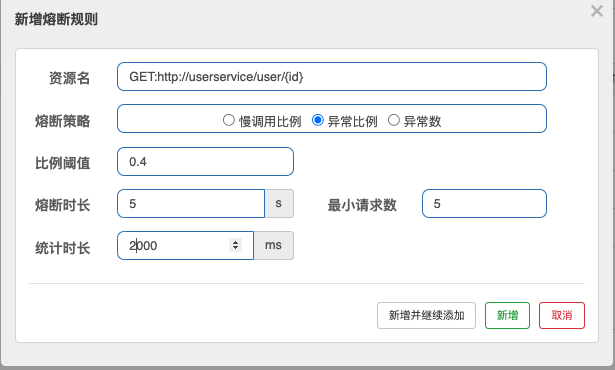 新增熔断规则
×
资源名 GET:http://userservice/user/{id}
熔断策略 慢调用比例 异常比例 异常数
比例阈值 0.4
熔断时长 5 s 最小请求数 5
统计时长 2000 ms
新增并继续添加 新增 取消